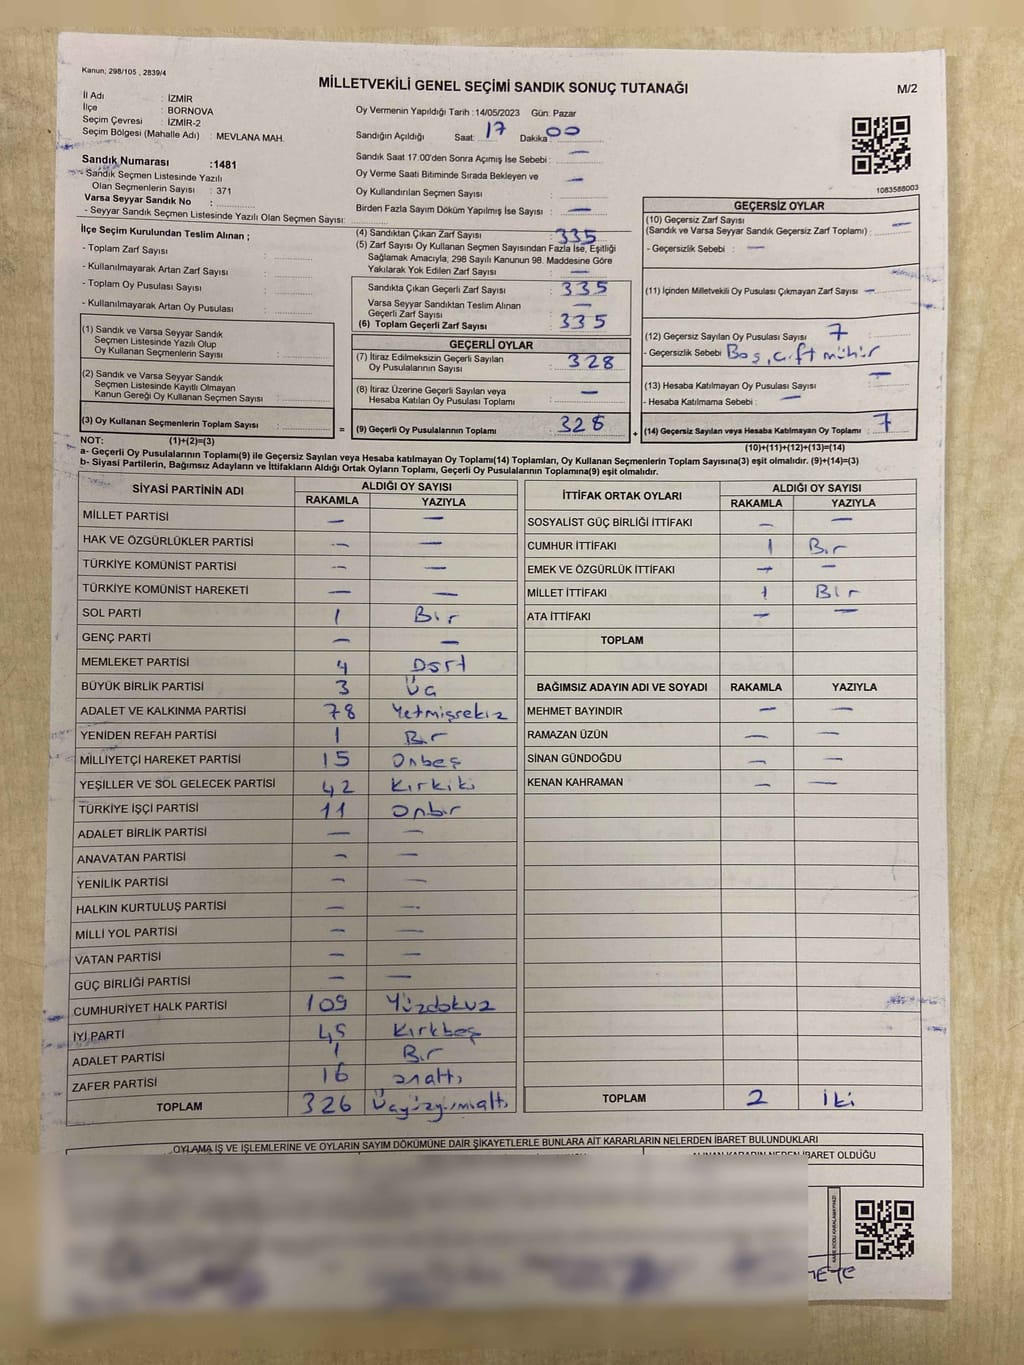 Kanun; 298/105 , 2839/4
MİLLETVEKİLİ GENEL SEÇİMİ SANDIK SONUÇ TUTANAĞI
M/2
İl Adı : İZMİR
İlçe : BORNOVA
Seçim Çevresi : İZMİR-2
Seçim Bölgesi (Mahalle Adı) : MEVLANA MAH.
Sandık Numarası :1481
Sandık Seçmen Listesinde Yazılı
Olan Seçmenlerin Sayısı : 371
Varsa Seyyar Sandık No :
- Seyyar Sandık Seçmen Listesinde Yazılı Olan Seçmen Sayısı:
Oy Vermenin Yapıldığı Tarih : 14/05/2023 Gün: Pazar
Sandığın Açıldığı Saat: 17 Dakika 00
Sandık Saat 17.00'den Sonra Açımış İse Sebebi : —
Oy Verme Saati Bitiminde Sırada Bekleyen ve
Oy Kullandırılan Seçmen Sayısı : —
Birden Fazla Sayım Döküm Yapılmış İse Sayısı : —
1083588003
İlçe Seçim Kurulundan Teslim Alınan ;
- Toplam Zarf Sayısı :
- Kullanılmayarak Artan Zarf Sayısı :
- Toplam Oy Pusulası Sayısı :
- Kullanılmayarak Artan Oy Pusulası :
(1) Sandık ve Varsa Seyyar Sandık
Seçmen Listesinde Yazılı Olup
Oy Kullanan Seçmenlerin Sayısı :
(2) Sandık ve Varsa Seyyar Sandık
Seçmen Listesinde Kayıtlı Olmayan
Kanun Gereği Oy Kullanan Seçmen Sayısı :
(3) Oy Kullanan Seçmenlerin Toplam Sayısı :
(4) Sandıktan Çıkan Zarf Sayısı : 335
(5) Zarf Sayısı Oy Kullanan Seçmen Sayısından Fazla İse, Eşitliği
Sağlamak Amacıyla, 298 Sayılı Kanunun 98. Maddesine Göre
Yakılarak Yok Edilen Zarf Sayısı : —
Sandıkta Çıkan Geçerli Zarf Sayısı : 335
Varsa Seyyar Sandıktan Teslim Alınan
Geçerli Zarf Sayısı : —
(6) Toplam Geçerli Zarf Sayısı : 335
GEÇERLİ OYLAR
(7) İtiraz Edilmeksizin Geçerli Sayılan
Oy Pusulalarının Sayısı : 328
(8) İtiraz Üzerine Geçerli Sayılan veya
Hesaba Katılan Oy Pusulası Toplamı : —
= (9) Geçerli Oy Pusulalarının Toplamı : 328
GEÇERSİZ OYLAR
(10) Geçersiz Zarf Sayısı
(Sandık ve Varsa Seyyar Sandık Geçersiz Zarf Toplamı) : —
- Geçersizlik Sebebi : —
(11) İçinden Milletvekili Oy Pusulası Çıkmayan Zarf Sayısı : —
(12) Geçersiz Sayılan Oy Pusulası Sayısı : 7
- Geçersizlik Sebebi : Boş, çift mühür
(13) Hesaba Katılmayan Oy Pusulası Sayısı : —
- Hesaba Katılmama Sebebi : —
+ (14) Geçersiz Sayılan veya Hesaba Katılmayan Oy Toplamı : 7
NOT: (1)+(2)=(3)
(10)+(11)+(12)+(13)=(14)
a- Geçerli Oy Pusulalarının Toplamı(9) ile Geçersiz Sayılan veya Hesaba katılmayan Oy Toplamı(14) Toplamları, Oy Kullanan Seçmenlerin Toplam Sayısına(3) eşit olmalıdır. (9)+(14)=(3)
b- Siyasi Partilerin, Bağımsız Adayların ve İttifakların Aldığı Ortak Oyların Toplamı, Geçerli Oy Pusulalarının Toplamına(9) eşit olmalıdır.
SİYASİ PARTİNİN ADI ALDIĞI OY SAYISI
RAKAMLA YAZIYLA
MİLLET PARTİSİ — —
HAK VE ÖZGÜRLÜKLER PARTİSİ — —
TÜRKİYE KOMÜNİST PARTİSİ — —
TÜRKİYE KOMÜNİST HAREKETİ — —
SOL PARTİ 1 Bir
GENÇ PARTİ — —
MEMLEKET PARTİSİ 4 Dört
BÜYÜK BİRLİK PARTİSİ 3 Üç
ADALET VE KALKINMA PARTİSİ 78 Yetmişsekiz
YENİDEN REFAH PARTİSİ 1 Bir
MİLLİYETÇİ HAREKET PARTİSİ 15 Onbeş
YEŞİLLER VE SOL GELECEK PARTİSİ 42 Kırkiki
TÜRKİYE İŞÇİ PARTİSİ 11 Onbir
ADALET BİRLİK PARTİSİ — —
ANAVATAN PARTİSİ — —
YENİLİK PARTİSİ — —
HALKIN KURTULUŞ PARTİSİ — —
MİLLİ YOL PARTİSİ — —
VATAN PARTİSİ — —
GÜÇ BİRLİĞİ PARTİSİ — —
CUMHURİYET HALK PARTİSİ 109 Yüzdokuz
İYİ PARTİ 45 Kırkbeş
ADALET PARTİSİ 1 Bir
ZAFER PARTİSİ 16 onaltı
TOPLAM 326 Üçyüzyirmialtı
İTTİFAK ORTAK OYLARI ALDIĞI OY SAYISI
RAKAMLA YAZIYLA
SOSYALİST GÜÇ BİRLİĞİ İTTİFAKI — —
CUMHUR İTTİFAKI 1 Bir
EMEK VE ÖZGÜRLÜK İTTİFAKI — —
MİLLET İTTİFAKI 1 Bir
ATA İTTİFAKI — —
TOPLAM
BAĞIMSIZ ADAYIN ADI VE SOYADI RAKAMLA YAZIYLA
MEHMET BAYINDIR — —
RAMAZAN ÜZÜN — —
SİNAN GÜNDOĞDU — —
KENAN KAHRAMAN — —
TOPLAM 2 İki
OYLAMA İŞ VE İŞLEMLERİNE VE OYLARIN SAYIM DÖKÜMÜNE DAİR ŞİKAYETLERLE BUNLARA AİT KARARLARIN NELERDEN İBARET BULUNDUKLARI
İBARET OLDUĞU